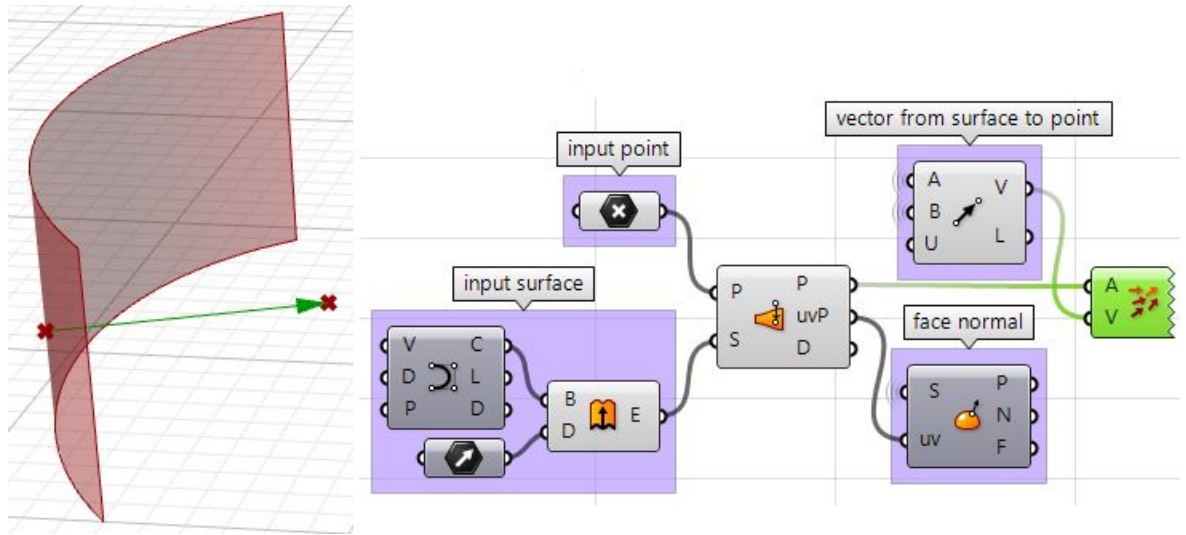 vector from surface to point
input point
A V
B
U L
input surface
P P
uvP
S D
A
V
face normal
V C
D L
P D
B E
D
S P
N
uv F